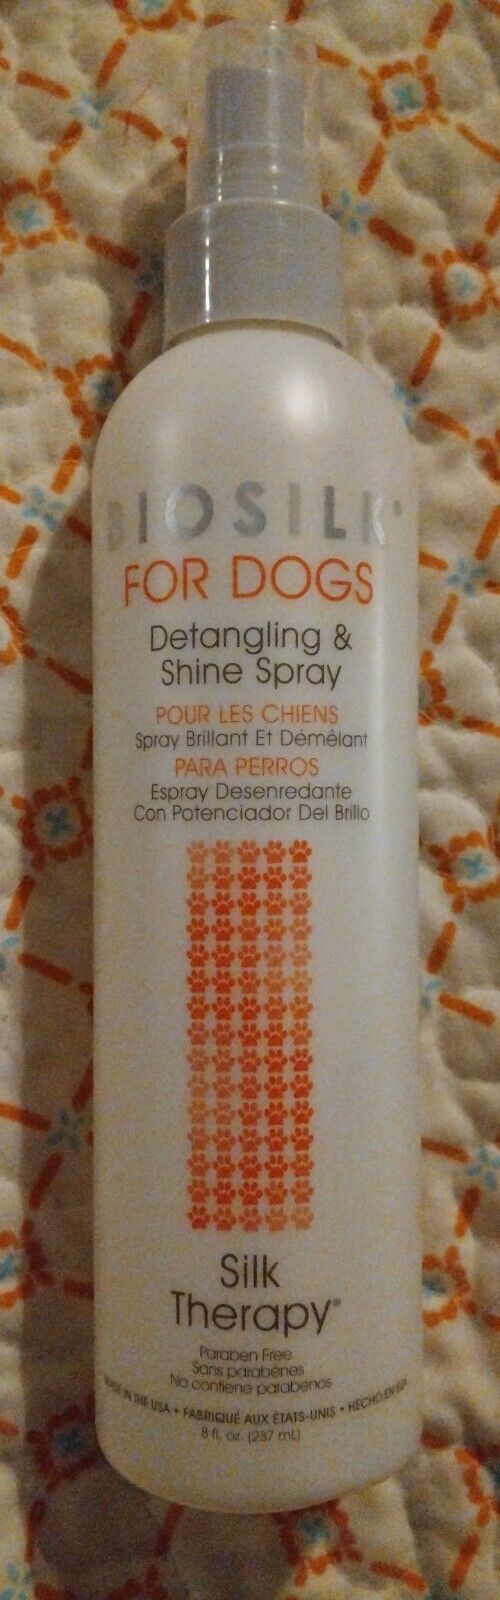 BIOSILK®
FOR DOGS
Detangling &
Shine Spray
POUR LES CHIENS
Spray Brillant Et Démêlant
PARA PERROS
Espray Desenredante
Con Potenciador Del Brillo
Silk
Therapy®
Paraben Free
Sans parabènes
No contiene parabenos
MADE IN THE USA • FABRIQUÉ AUX ÉTATS-UNIS • HECHO EN EUA
8 fl. oz. (237 mL)